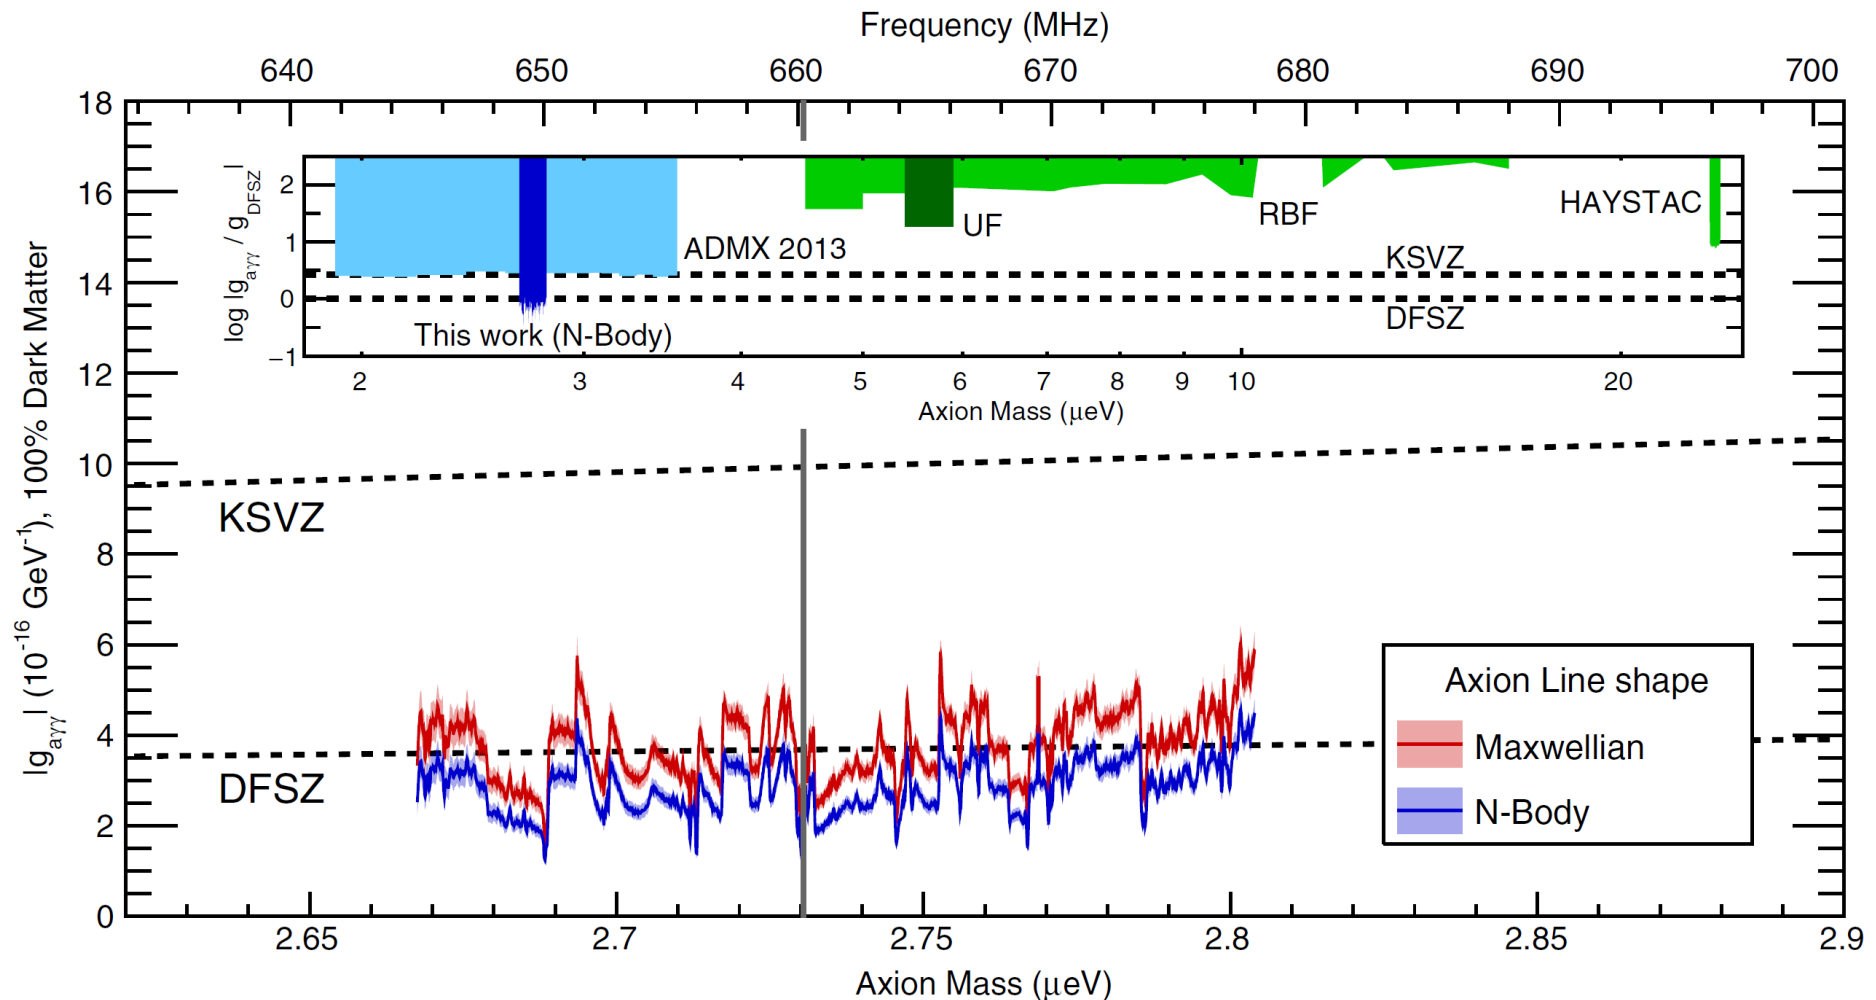 Frequency (MHz)
640 650 660 670 680 690 700
|g_aγγ| (10^-16 GeV^-1), 100% Dark Matter
18
16
14
12
10
8
6
4
2
0
log |g_aγγ / g_DFSZ|
2
1
0
−1
ADMX 2013
UF
RBF
HAYSTAC
KSVZ
DFSZ
This work (N-Body)
2 3 4 5 6 7 8 9 10 20
Axion Mass (μeV)
KSVZ
DFSZ
Axion Line shape
Maxwellian
N-Body
2.65 2.7 2.75 2.8 2.85 2.9
Axion Mass (μeV)